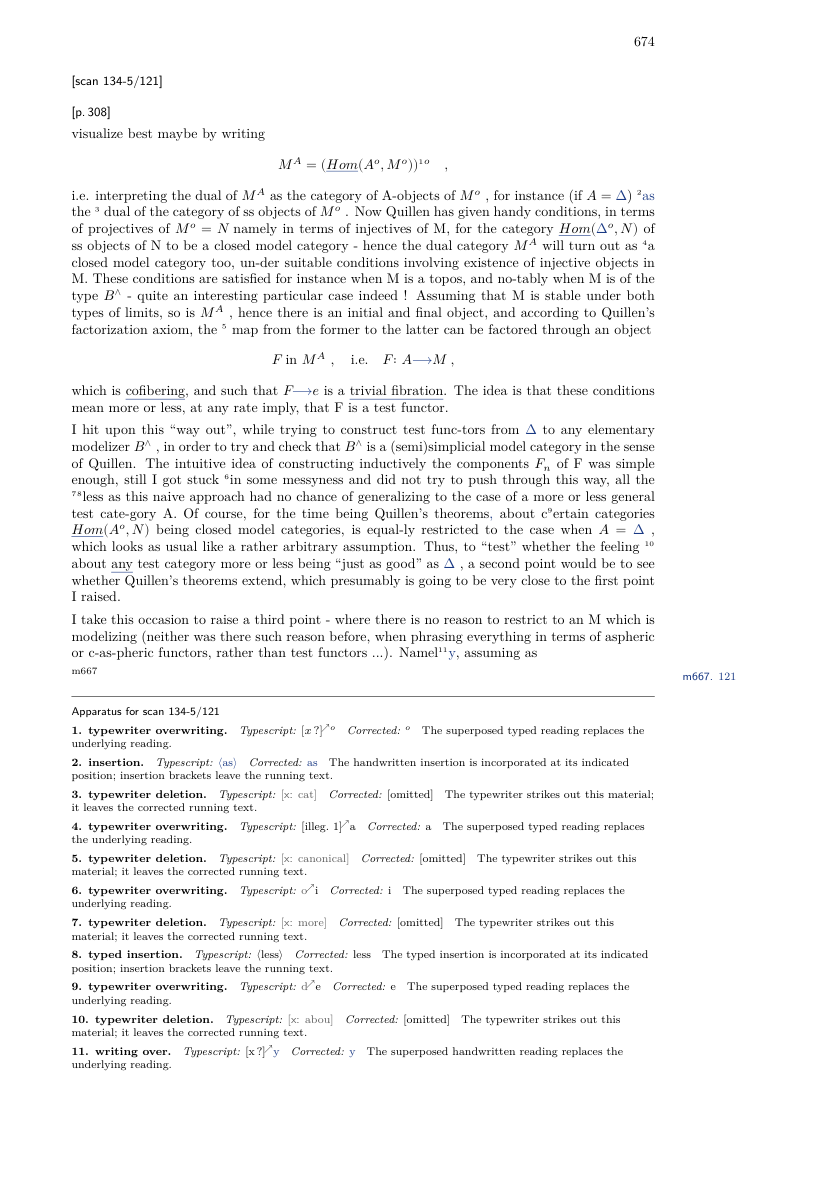 674
[scan 134-5/121]
[p. 308]
visualize best maybe by writing
M^A = (Hom(A^o, M^o))^1o ,
i.e. interpreting the dual of M^A as the category of A-objects of M^o , for instance (if A = Δ) ²as
the ³ dual of the category of ss objects of M^o . Now Quillen has given handy conditions, in terms
of projectives of M^o = N namely in terms of injectives of M, for the category Hom(Δ^o, N) of
ss objects of N to be a closed model category - hence the dual category M^A will turn out as ⁴a
closed model category too, un-der suitable conditions involving existence of injective objects in
M. These conditions are satisfied for instance when M is a topos, and no-tably when M is of the
type B^∧ - quite an interesting particular case indeed ! Assuming that M is stable under both
types of limits, so is M^A , hence there is an initial and final object, and according to Quillen's
factorization axiom, the ⁵ map from the former to the latter can be factored through an object
F in M^A , i.e. F: A⟶M ,
which is cofibering, and such that F⟶e is a trivial fibration. The idea is that these conditions
mean more or less, at any rate imply, that F is a test functor.
I hit upon this “way out”, while trying to construct test func-tors from Δ to any elementary
modelizer B^∧ , in order to try and check that B^∧ is a (semi)simplicial model category in the sense
of Quillen. The intuitive idea of constructing inductively the components F_n of F was simple
enough, still I got stuck ⁶in some messyness and did not try to push through this way, all the
⁷⁸less as this naive approach had no chance of generalizing to the case of a more or less general
test cate-gory A. Of course, for the time being Quillen's theorems, about c⁹ertain categories
Hom(A^o, N) being closed model categories, is equal-ly restricted to the case when A = Δ ,
which looks as usual like a rather arbitrary assumption. Thus, to “test” whether the feeling ¹⁰
about any test category more or less being “just as good” as Δ , a second point would be to see
whether Quillen's theorems extend, which presumably is going to be very close to the first point
I raised.
I take this occasion to raise a third point - where there is no reason to restrict to an M which is
modelizing (neither was there such reason before, when phrasing everything in terms of aspheric
or c-as-pheric functors, rather than test functors ...). Namel¹¹y, assuming as
m667
m667. 121
Apparatus for scan 134-5/121
1. typewriter overwriting. Typescript: [x ?]↗o Corrected: o The superposed typed reading replaces the
underlying reading.
2. insertion. Typescript: ⟨as⟩ Corrected: as The handwritten insertion is incorporated at its indicated
position; insertion brackets leave the running text.
3. typewriter deletion. Typescript: [x: cat] Corrected: [omitted] The typewriter strikes out this material;
it leaves the corrected running text.
4. typewriter overwriting. Typescript: [illeg. 1]↗a Corrected: a The superposed typed reading replaces
the underlying reading.
5. typewriter deletion. Typescript: [x: canonical] Corrected: [omitted] The typewriter strikes out this
material; it leaves the corrected running text.
6. typewriter overwriting. Typescript: o↗i Corrected: i The superposed typed reading replaces the
underlying reading.
7. typewriter deletion. Typescript: [x: more] Corrected: [omitted] The typewriter strikes out this
material; it leaves the corrected running text.
8. typed insertion. Typescript: ⟨less⟩ Corrected: less The typed insertion is incorporated at its indicated
position; insertion brackets leave the running text.
9. typewriter overwriting. Typescript: d↗e Corrected: e The superposed typed reading replaces the
underlying reading.
10. typewriter deletion. Typescript: [x: abou] Corrected: [omitted] The typewriter strikes out this
material; it leaves the corrected running text.
11. writing over. Typescript: [x ?]↗y Corrected: y The superposed handwritten reading replaces the
underlying reading.